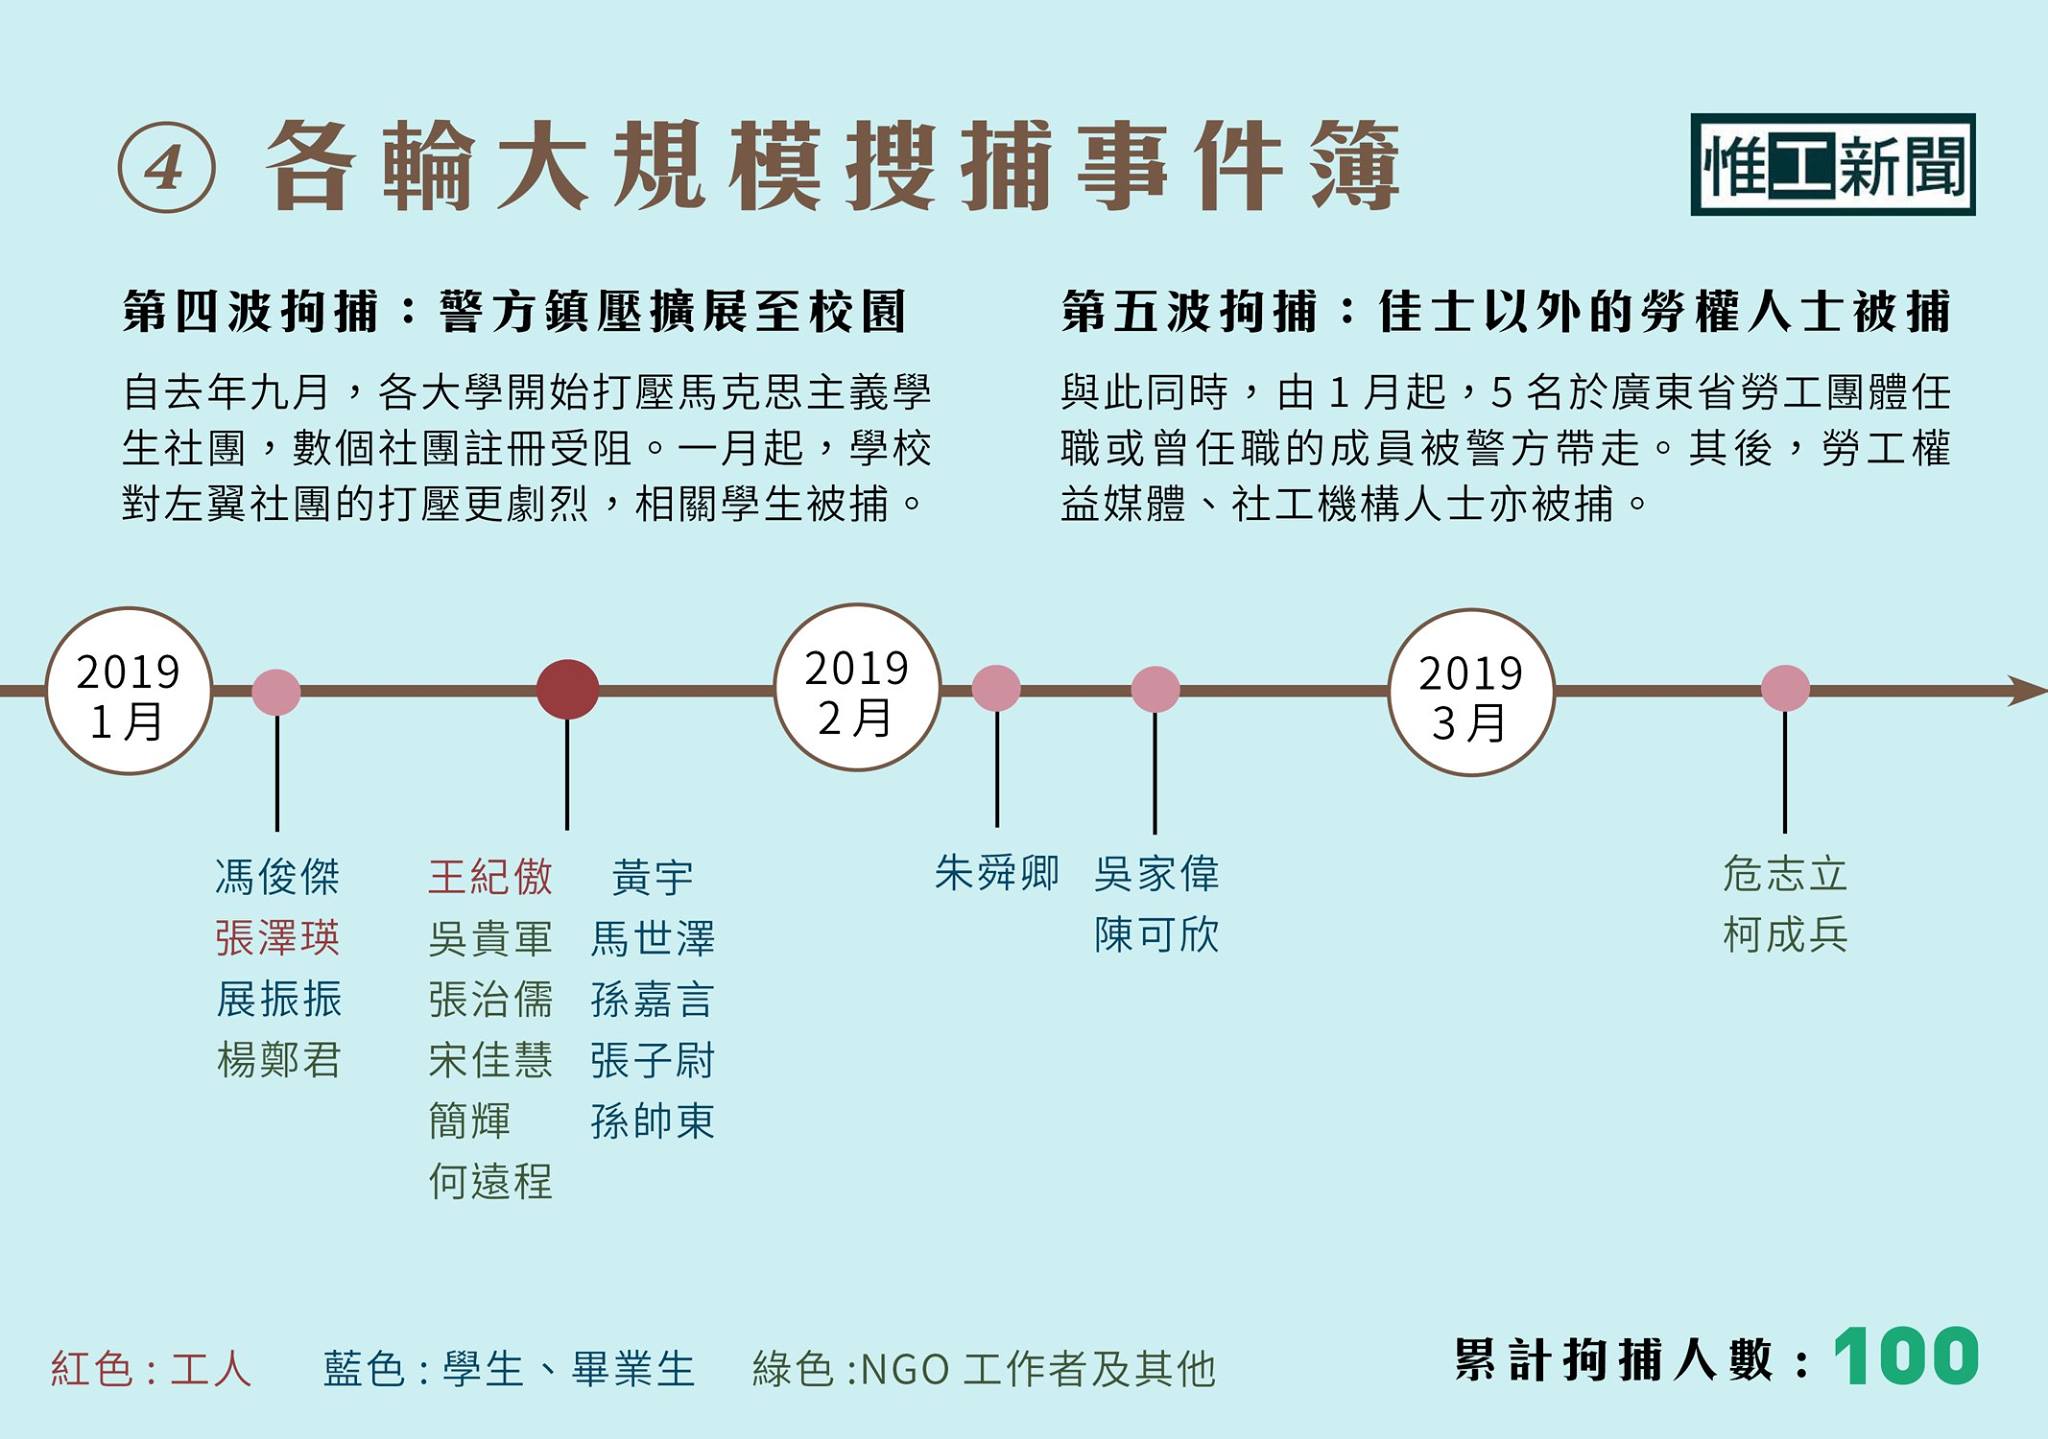 ④ 各輪大規模搜捕事件簿
惟工新聞
第四波拘捕：警方鎮壓擴展至校園
自去年九月，各大學開始打壓馬克思主義學
生社團，數個社團註冊受阻。一月起，學校
對左翼社團的打壓更劇烈，相關學生被捕。
第五波拘捕：佳士以外的勞權人士被捕
與此同時，由 1 月起，5 名於廣東省勞工團體任
職或曾任職的成員被警方帶走。其後，勞工權
益媒體、社工機構人士亦被捕。
2019
1 月
2019
2 月
2019
3 月
馮俊傑
張澤瑛
展振振
楊鄭君
王紀傲
吳貴軍
張治儒
宋佳慧
簡輝
何遠程
黃宇
馬世澤
孫嘉言
張子尉
孫帥東
朱舜卿
吳家偉
陳可欣
危志立
柯成兵
紅色 : 工人
藍色 : 學生、畢業生
綠色 :NGO 工作者及其他
累計拘捕人數：100